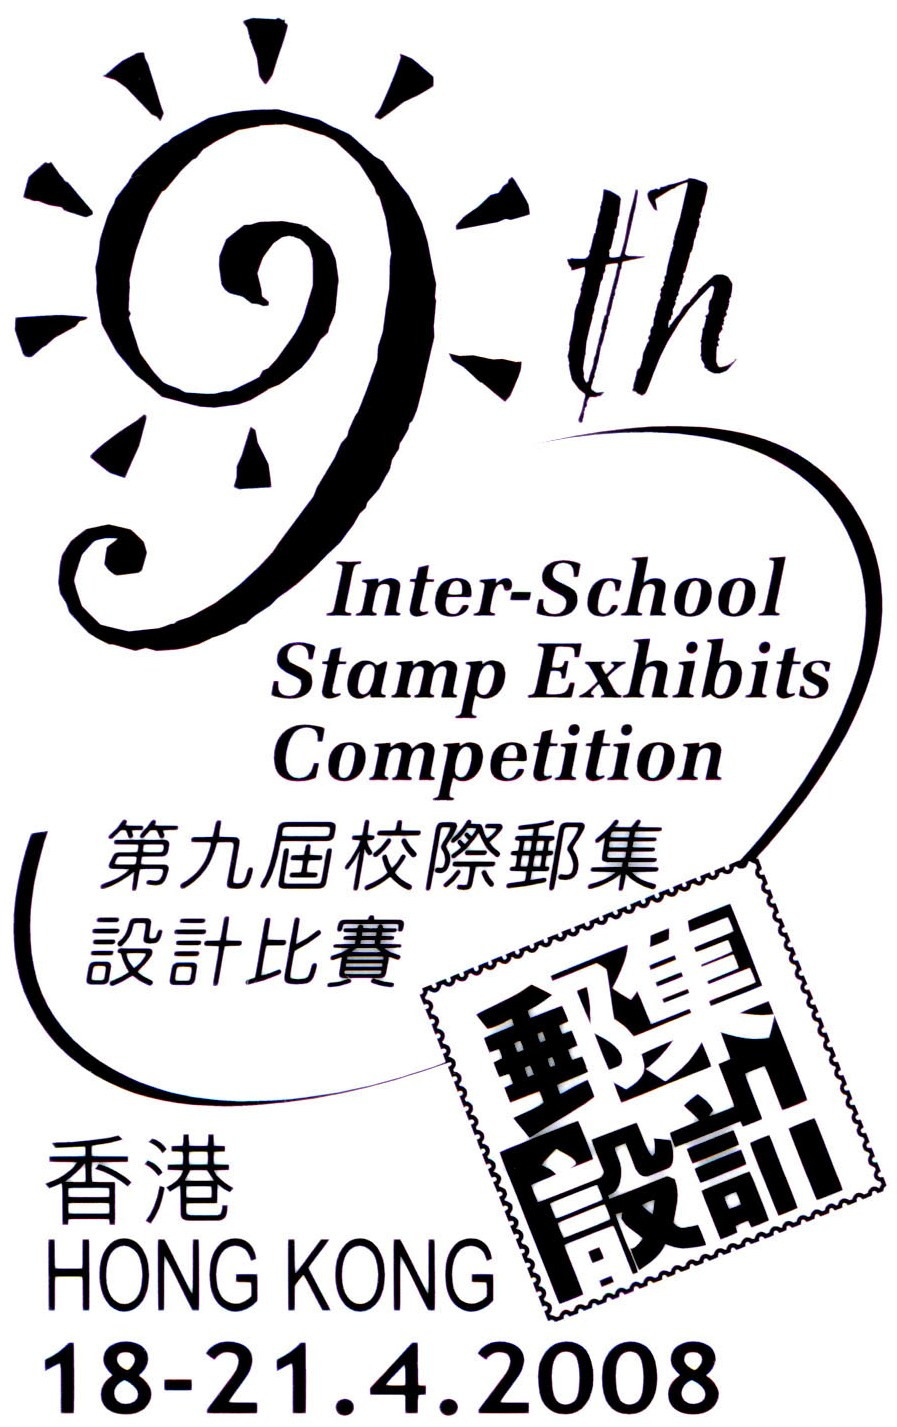 9th
Inter-School
Stamp Exhibits
Competition
第九屆校際郵集
設計比賽
郵集
設計
香港
HONG KONG
18-21.4.2008